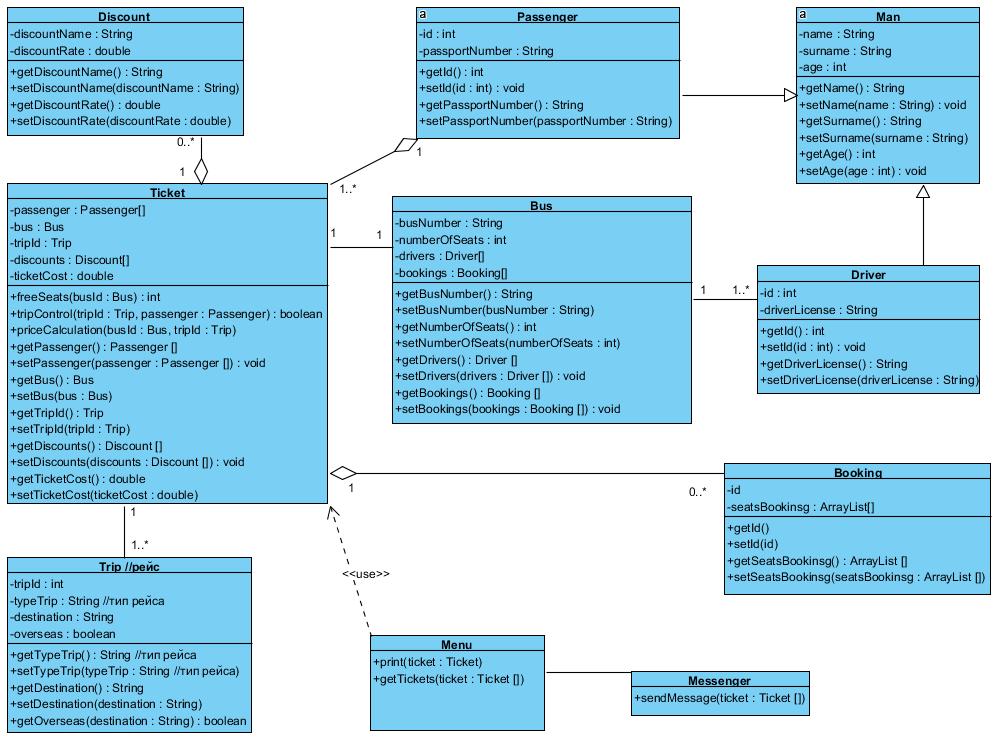 Discount
-discountName : String
-discountRate : double
+getDiscountName() : String
+setDiscountName(discountName : String)
+getDiscountRate() : double
+setDiscountRate(discountRate : double)
0..*
1
a
Passenger
-id : int
-passportNumber : String
+getId() : int
+setId(id : int) : void
+getPassportNumber() : String
+setPassportNumber(passportNumber : String)
1
1..*
a
Man
-name : String
-surname : String
-age : int
+getName() : String
+setName(name : String) : void
+getSurname() : String
+setSurname(surname : String)
+getAge() : int
+setAge(age : int) : void
Ticket
-passenger : Passenger[]
-bus : Bus
-tripId : Trip
-discounts : Discount[]
-ticketCost : double
+freeSeats(busId : Bus) : int
+tripControl(tripId : Trip, passenger : Passenger) : boolean
+priceCalculation(busId : Bus, tripId : Trip)
+getPassenger() : Passenger []
+setPassenger(passenger : Passenger []) : void
+getBus() : Bus
+setBus(bus : Bus)
+getTripId() : Trip
+setTripId(tripId : Trip)
+getDiscounts() : Discount []
+setDiscounts(discounts : Discount []) : void
+getTicketCost() : double
+setTicketCost(ticketCost : double)
1
1
Bus
-busNumber : String
-numberOfSeats : int
-drivers : Driver[]
-bookings : Booking[]
+getBusNumber() : String
+setBusNumber(busNumber : String)
+getNumberOfSeats() : int
+setNumberOfSeats(numberOfSeats : int)
+getDrivers() : Driver []
+setDrivers(drivers : Driver []) : void
+getBookings() : Booking []
+setBookings(bookings : Booking []) : void
1
1..*
Driver
-id : int
-driverLicense : String
+getId() : int
+setId(id : int) : void
+getDriverLicense() : String
+setDriverLicense(driverLicense : String)
1
0..*
Booking
-id
-seatsBookinsg : ArrayList[]
+getId()
+setId(id)
+getSeatsBookinsg() : ArrayList []
+setSeatsBookinsg(seatsBookinsg : ArrayList [])
1
1..*
Trip //рейс
-tripId : int
-typeTrip : String //тип рейса
-destination : String
-overseas : boolean
+getTypeTrip() : String //тип рейса
+setTypeTrip(typeTrip : String //тип рейса)
+getDestination() : String
+setDestination(destination : String)
+getOverseas(destination : String) : boolean
<<use>>
Menu
+print(ticket : Ticket)
+getTickets(ticket : Ticket [])
Messenger
+sendMessage(ticket : Ticket [])